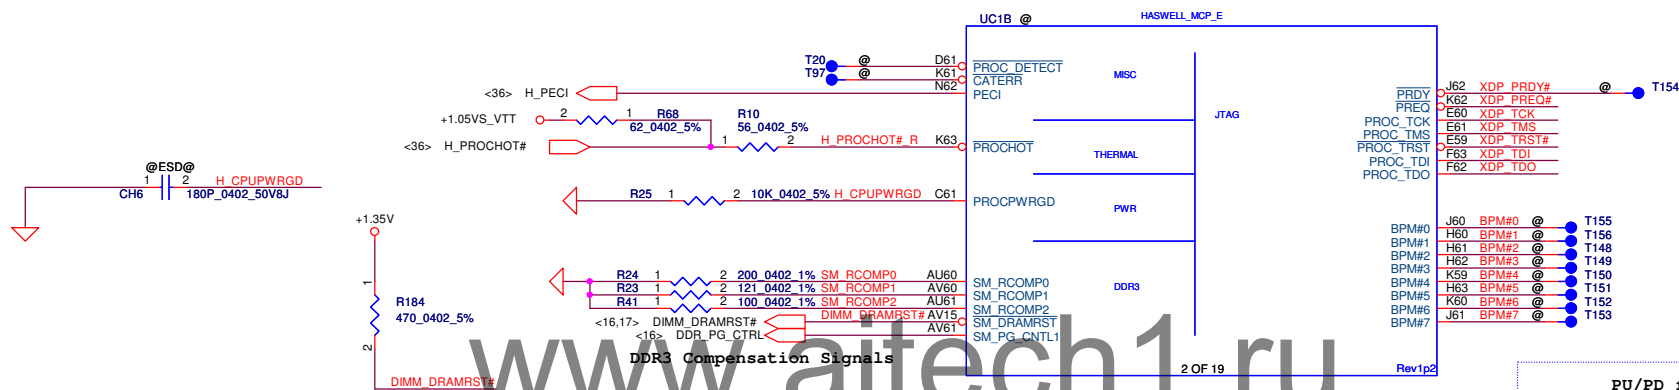 UC1B @
HASWELL_MCP_E
T20 @ D61 PROC_DETECT
T97 @ K61 CATERR
<36> H_PECI N62 PECI
MISC
JTAG
+1.05VS_VTT 2 1 R68
62_0402_5%
R10
56_0402_5%
<36> H_PROCHOT# 1 2 H_PROCHOT#_R K63 PROCHOT
THERMAL
@ESD@
1 2 H_CPUPWRGD
CH6 180P_0402_50V8J
R25 1 2 10K_0402_5% H_CPUPWRGD C61 PROCPWRGD
PWR
+1.35V
1
R184
470_0402_5%
2
DIMM_DRAMRST#
R24 1 2 200_0402_1% SM_RCOMP0 AU60 SM_RCOMP0
R23 1 2 121_0402_1% SM_RCOMP1 AV60 SM_RCOMP1
R41 1 2 100_0402_1% SM_RCOMP2 AU61 SM_RCOMP2
<16,17> DIMM_DRAMRST# DIMM_DRAMRST# AV15 SM_DRAMRST
<16> DDR_PG_CTRL AV61 SM_PG_CNTL1
DDR3
DDR3 Compensation Signals
PRDY J62 XDP_PRDY# @ T154
PREQ K62 XDP_PREQ#
PROC_TCK E60 XDP_TCK
PROC_TMS E61 XDP_TMS
PROC_TRST E59 XDP_TRST#
PROC_TDI F63 XDP_TDI
PROC_TDO F62 XDP_TDO
BPM#0 J60 BPM#0 @ T155
BPM#1 H60 BPM#1 @ T156
BPM#2 H61 BPM#2 @ T148
BPM#3 H62 BPM#3 @ T149
BPM#4 K59 BPM#4 @ T150
BPM#5 H63 BPM#5 @ T151
BPM#6 K60 BPM#6 @ T152
BPM#7 J61 BPM#7 @ T153
2 OF 19
Rev1p2
www.aitech1.ru
PU/PD